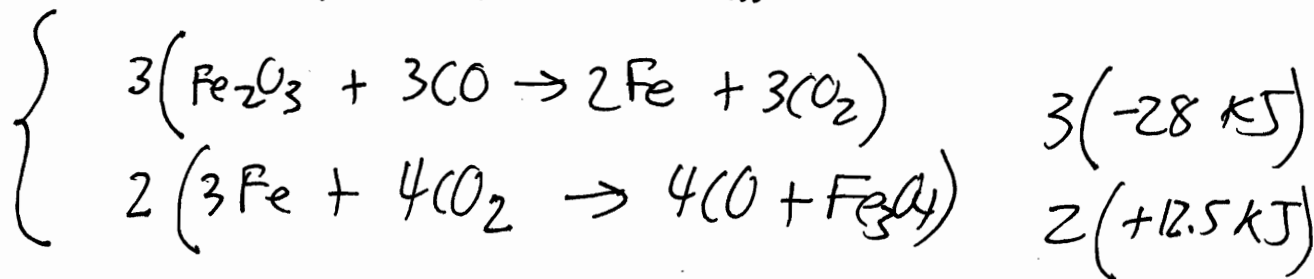 3(Fe₂O₃ + 3CO → 2Fe + 3CO₂) 3(-28 KJ)
2(3Fe + 4CO₂ → 4CO + Fe₃O₄) 2(+12.5 KJ)